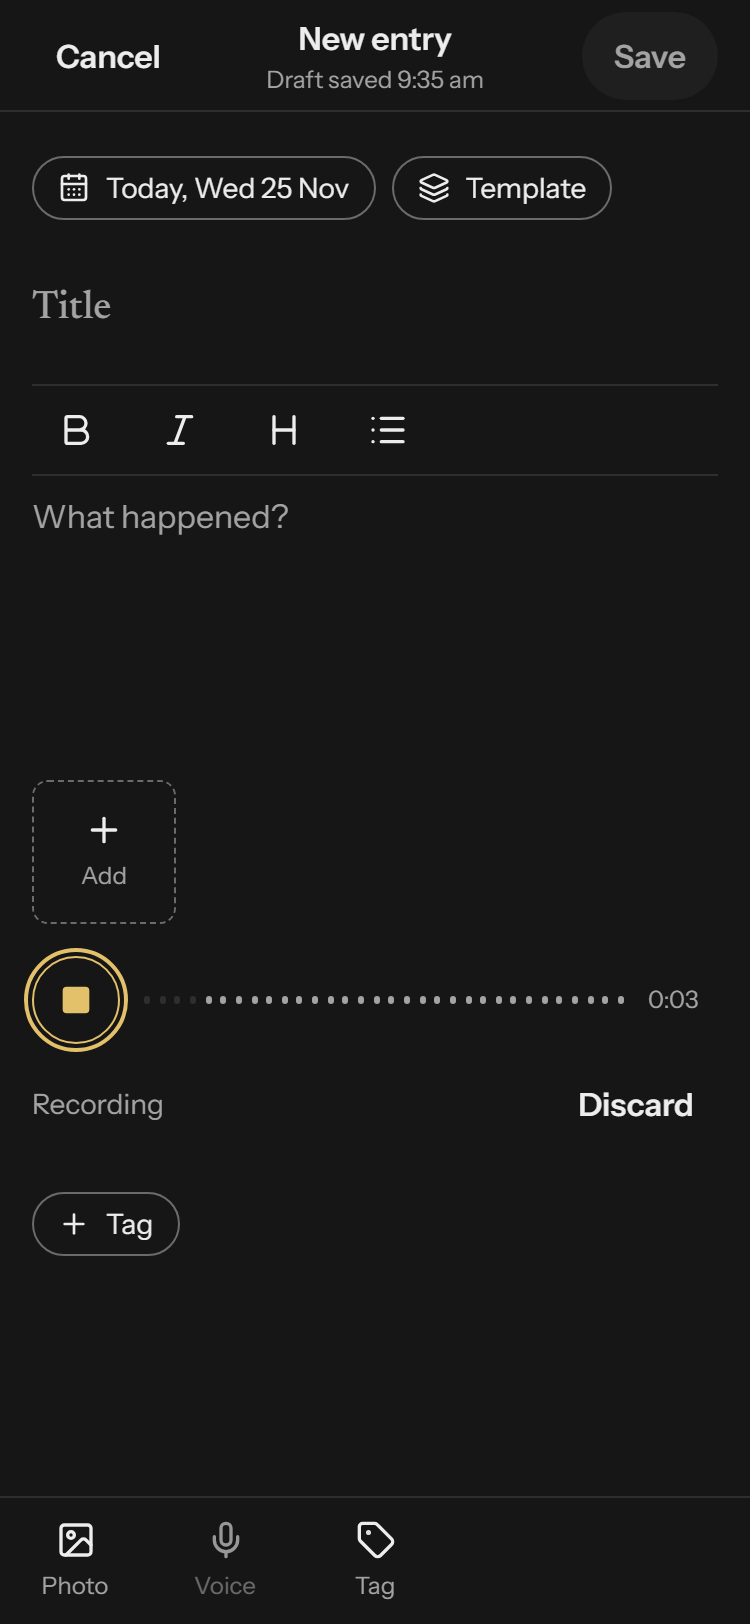 Cancel
New entry
Draft saved 9:35 am
Save
Today, Wed 25 Nov
Template
Title
B I H
What happened?
Add
0:03
Recording
Discard
Tag
Photo
Voice
Tag